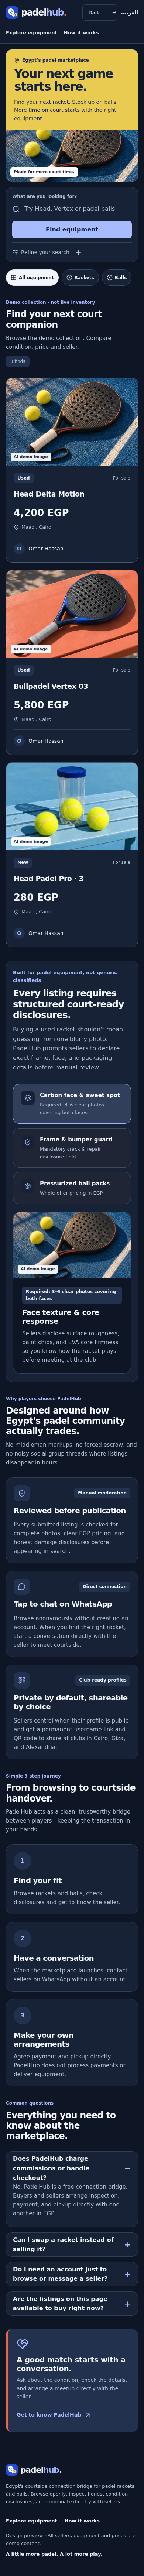 padelhub.
Dark
العربية
Explore equipment
How it works
Egypt's padel marketplace
Your next game
starts here.
Find your next racket. Stock up on balls.
More time on court starts with the right
equipment.
Made for more court time.
What are you looking for?
Try Head, Vertex or padel balls
Find equipment
Refine your search
All equipment
Rackets
Balls
Demo collection · not live inventory
Find your next court
companion
Browse the demo collection. Compare
condition, price and seller.
3 finds
AI demo image
Used
For sale
Head Delta Motion
4,200 EGP
Maadi, Cairo
O
Omar Hassan
AI demo image
Used
For sale
Bullpadel Vertex 03
5,800 EGP
Maadi, Cairo
O
Omar Hassan
AI demo image
New
For sale
Head Padel Pro · 3
280 EGP
Maadi, Cairo
O
Omar Hassan
Built for padel equipment, not generic
classifieds
Every listing requires
structured court-ready
disclosures.
Buying a used racket shouldn't mean
guessing from one blurry photo.
PadelHub prompts sellers to declare
exact frame, face, and packaging
details before manual review.
Carbon face & sweet spot
Required: 3–6 clear photos
covering both faces
Frame & bumper guard
Mandatory crack & repair
disclosure field
Pressurized ball packs
Whole-offer pricing in EGP
AI demo image
Required: 3–6 clear photos covering
both faces
Face texture & core
response
Sellers disclose surface roughness,
paint chips, and EVA core firmness
so you know how the racket plays
before meeting at the club.
Why players choose PadelHub
Designed around how
Egypt's padel community
actually trades.
No middleman markups, no forced escrow, and
no noisy social group threads where listings
disappear in hours.
Manual moderation
Reviewed before publication
Every submitted listing is checked for
complete photos, clear EGP pricing, and
honest damage disclosures before
appearing in search.
Direct connection
Tap to chat on WhatsApp
Browse anonymously without creating an
account. When you find the right racket,
start a conversation directly with the
seller to meet courtside.
Club-ready profiles
Private by default, shareable
by choice
Sellers control when their profile is public
and get a permanent username link and
QR code to share at clubs in Cairo, Giza,
and Alexandria.
Simple 3-step journey
From browsing to courtside
handover.
PadelHub acts as a clean, trustworthy bridge
between players—keeping the transaction in
your hands.
1
Find your fit
Browse rackets and balls, check
disclosures and get to know the seller.
2
Have a conversation
When the marketplace launches, contact
sellers on WhatsApp without an account.
3
Make your own
arrangements
Agree payment and pickup directly.
PadelHub does not process payments or
deliver equipment.
Common questions
Everything you need to
know about the
marketplace.
Does PadelHub charge
commissions or handle
checkout?
No. PadelHub is a free connection bridge.
Buyers and sellers arrange inspection,
payment, and pickup directly with one
another in EGP.
Can I swap a racket instead of
selling it?
Do I need an account just to
browse or message a seller?
Are the listings on this page
available to buy right now?
A good match starts with a
conversation.
Ask about the condition, check the details,
and arrange a meetup directly with the
seller.
Get to know PadelHub
padelhub.
Egypt's courtside connection bridge for padel rackets
and balls. Browse openly, inspect honest condition
disclosures, and coordinate directly with sellers.
Explore equipment
How it works
Design preview · All sellers, equipment and prices are
demo content.
A little more padel. A lot more play.